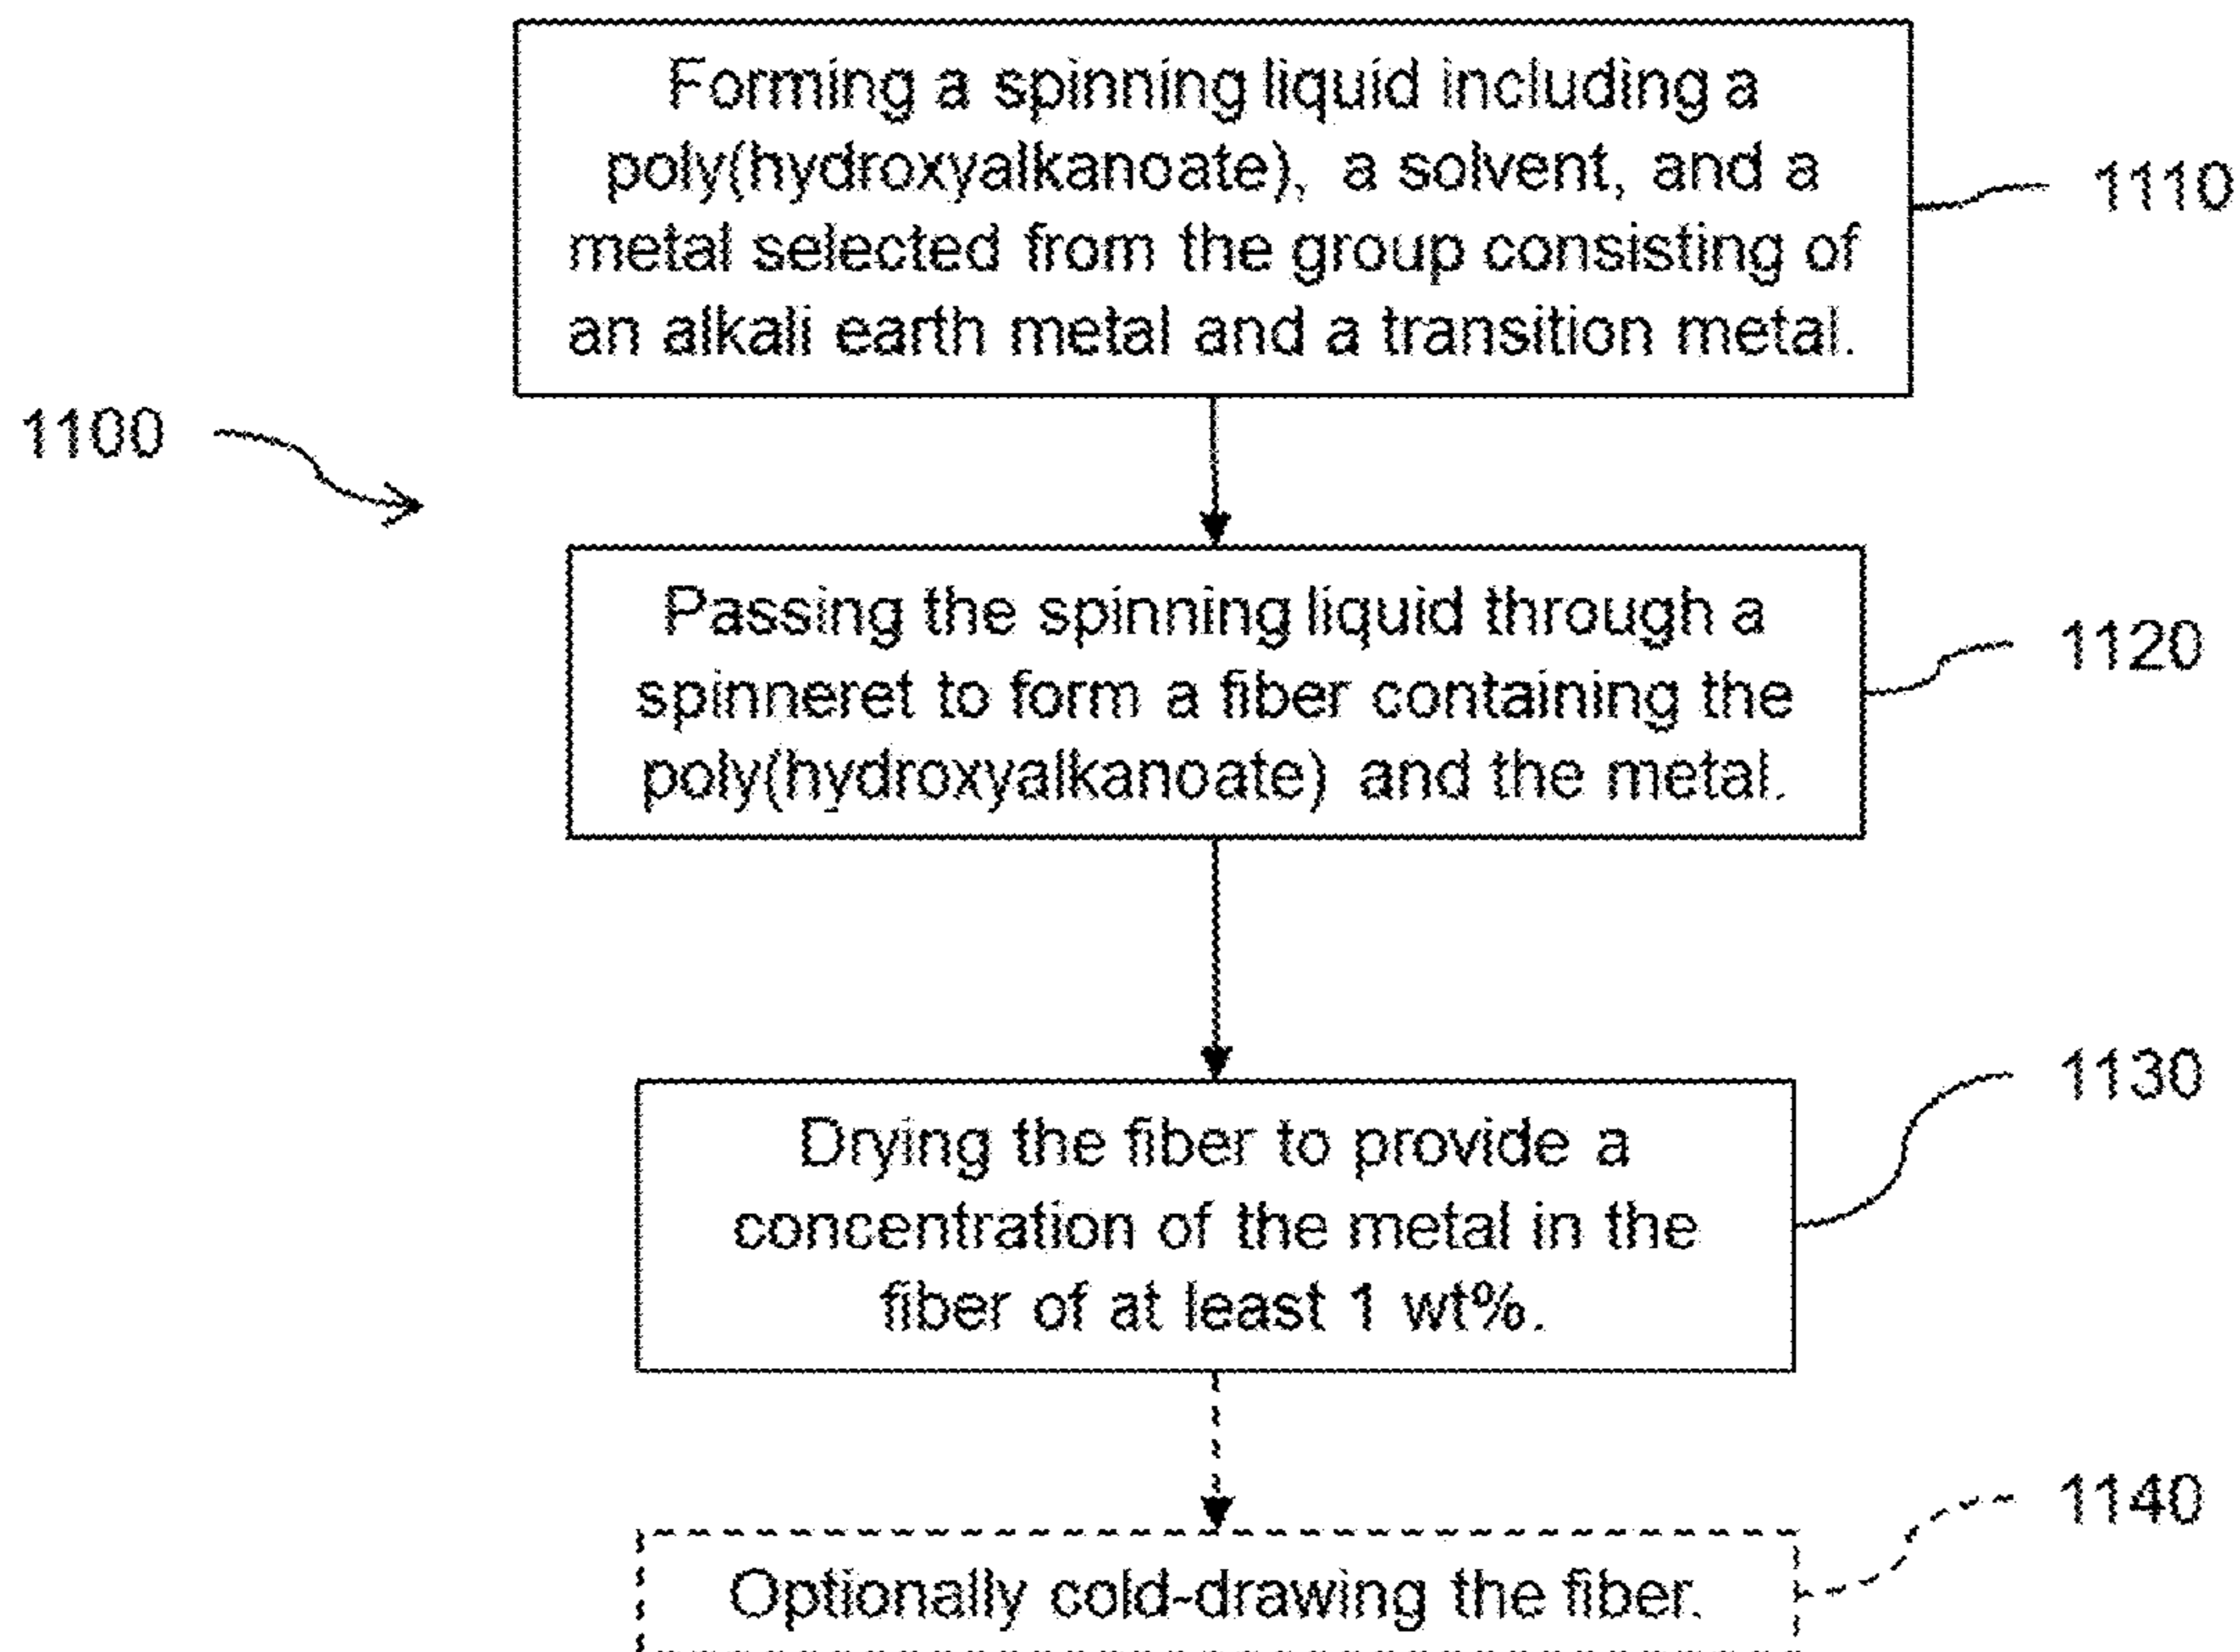 Forming a spinning liquid including a
poly(hydroxyalkanoate), a solvent, and a
metal selected from the group consisting of
an alkali earth metal and a transition metal.
1110
1100
Passing the spinning liquid through a
spinneret to form a fiber containing the
poly(hydroxyalkanoate) and the metal.
1120
Drying the fiber to provide a
concentration of the metal in the
fiber of at least 1 wt%.
1130
Optionally cold-drawing the fiber.
1140